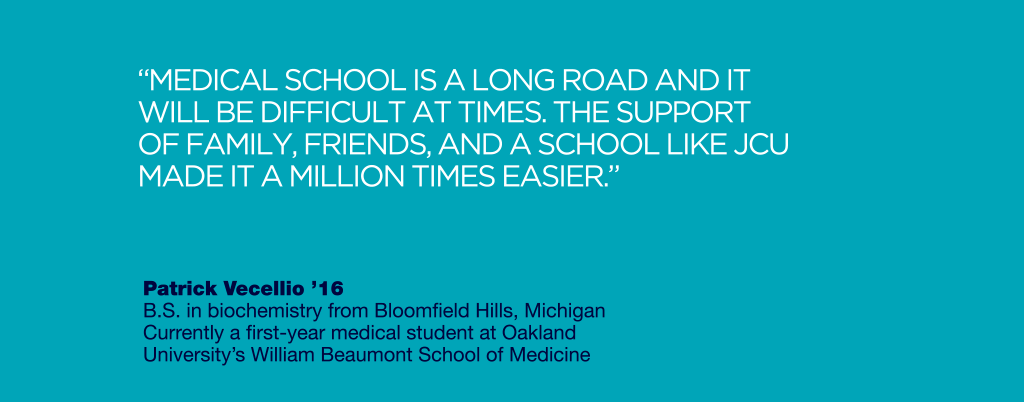 “MEDICAL SCHOOL IS A LONG ROAD AND IT
WILL BE DIFFICULT AT TIMES. THE SUPPORT
OF FAMILY, FRIENDS, AND A SCHOOL LIKE JCU
MADE IT A MILLION TIMES EASIER.”
Patrick Vecellio ’16
B.S. in biochemistry from Bloomfield Hills, Michigan
Currently a first-year medical student at Oakland
University’s William Beaumont School of Medicine